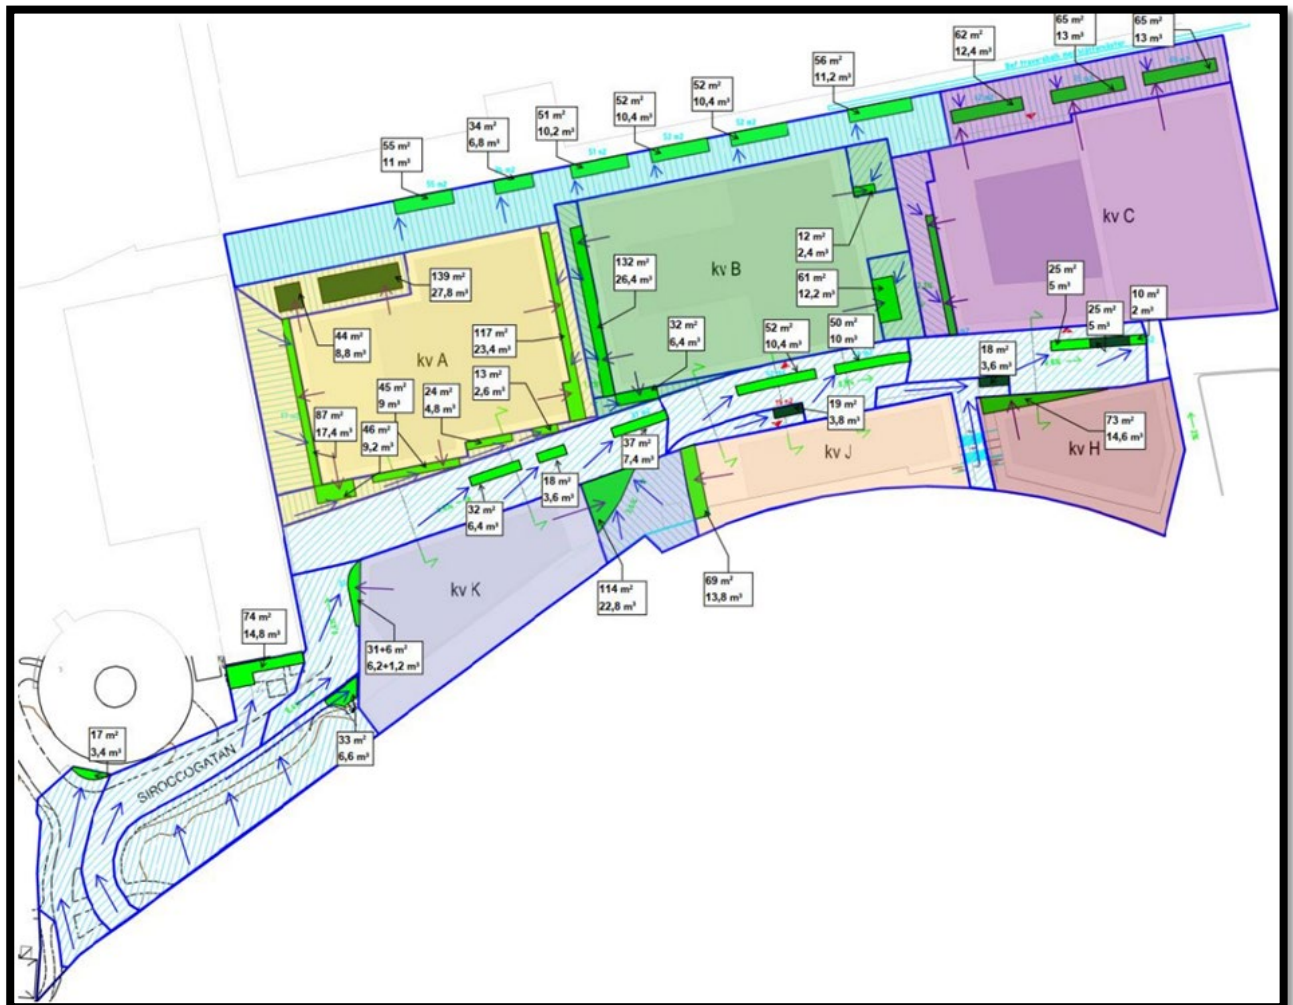 65 m²
13 m³
65 m²
13 m³
62 m²
12,4 m³
56 m²
11,2 m³
52 m²
10,4 m³
52 m²
10,4 m³
51 m²
10,2 m³
34 m²
6,8 m³
55 m²
11 m³
52 m2
52 m2
51 m2
kv C
12 m²
2,4 m³
132 m²
26,4 m³
kv B
61 m²
12,2 m³
25 m²
5 m³
139 m²
27,8 m³
10 m²
2 m³
25 m²
5 m³
44 m²
8,8 m³
117 m²
23,4 m³
32 m²
6,4 m³
52 m²
10,4 m³
50 m²
10 m³
kv A
18 m²
3,6 m³
13 m²
2,6 m³
45 m²
9 m³
24 m²
4,8 m³
19 m²
3,8 m³
87 m²
17,4 m³
46 m²
9,2 m³
73 m²
14,6 m³
37 m²
7,4 m³
kv J
kv H
18 m²
3,6 m³
32 m²
6,4 m³
kv K
69 m²
13,8 m³
114 m²
22,8 m³
74 m²
14,8 m³
31+6 m²
6,2+1,2 m³
17 m²
3,4 m³
33 m²
6,6 m³
SIROCCOGATAN